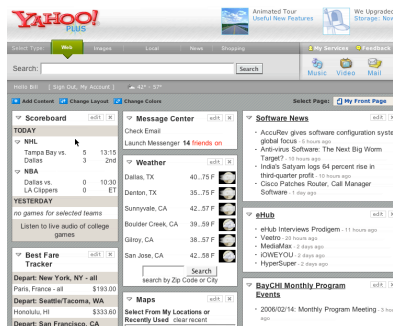 YAHOO!
PLUS
Animated Tour
Useful New Features
We Upgraded
Storage: Now
Select Type:
Web
Images
Local
News
Shopping
My Services
Feedback
Search:
Search
Music
Video
Mail
Hello Bill
[ Sign Out, My Account ]
42° - 57°
Add Content
Change Layout
Change Colors
Select Page:
My Front Page
Scoreboard
edit
X
TODAY
NHL
Tampa Bay vs. 5 13:15
Dallas 3 2nd
NBA
Dallas vs. 0 10:30
LA Clippers 0 ET
YESTERDAY
no games for selected teams
Listen to live audio of college
games
Best Fare
Tracker
edit
X
Depart: New York, NY - all
Paris, France - all $193.00
Depart: Seattle/Tacoma, WA
Honolulu, HI $333.60
Depart: San Francisco, CA
Message Center
edit
X
Check Email
Launch Messenger 14 friends on
Weather
edit
X
Dallas, TX 40...75 F
Denton, TX 35...75 F
Sunnyvale, CA 42...57 F
Boulder Creek, CA 39...59 F
Gilroy, CA 38...57 F
San Jose, CA 42...58 F
Search
search by Zip Code or City
Maps
edit
X
Select From My Locations or
Recently Used clear recent
Software News
edit
X
AccuRev gives software configuration syste
global focus - 5 hours ago
Anti-virus Software: The Next Big Worm
Target? - 10 hours ago
India's Satyam logs 64 percent rise in
third-quarter profit - 10 hours ago
Cisco Patches Router, Call Manager
Software - 1 day ago
eHub
edit
X
eHub Interviews Prodigem - 11 hours ago
Veetro - 20 hours ago
MediaMax - 2 days ago
iOWEYOU - 2 days ago
HyperSuper - 2 days ago
BayCHI Monthly Program
Events
edit
X
2006/02/14: Monthly Program Meeting - 3 hou
ago